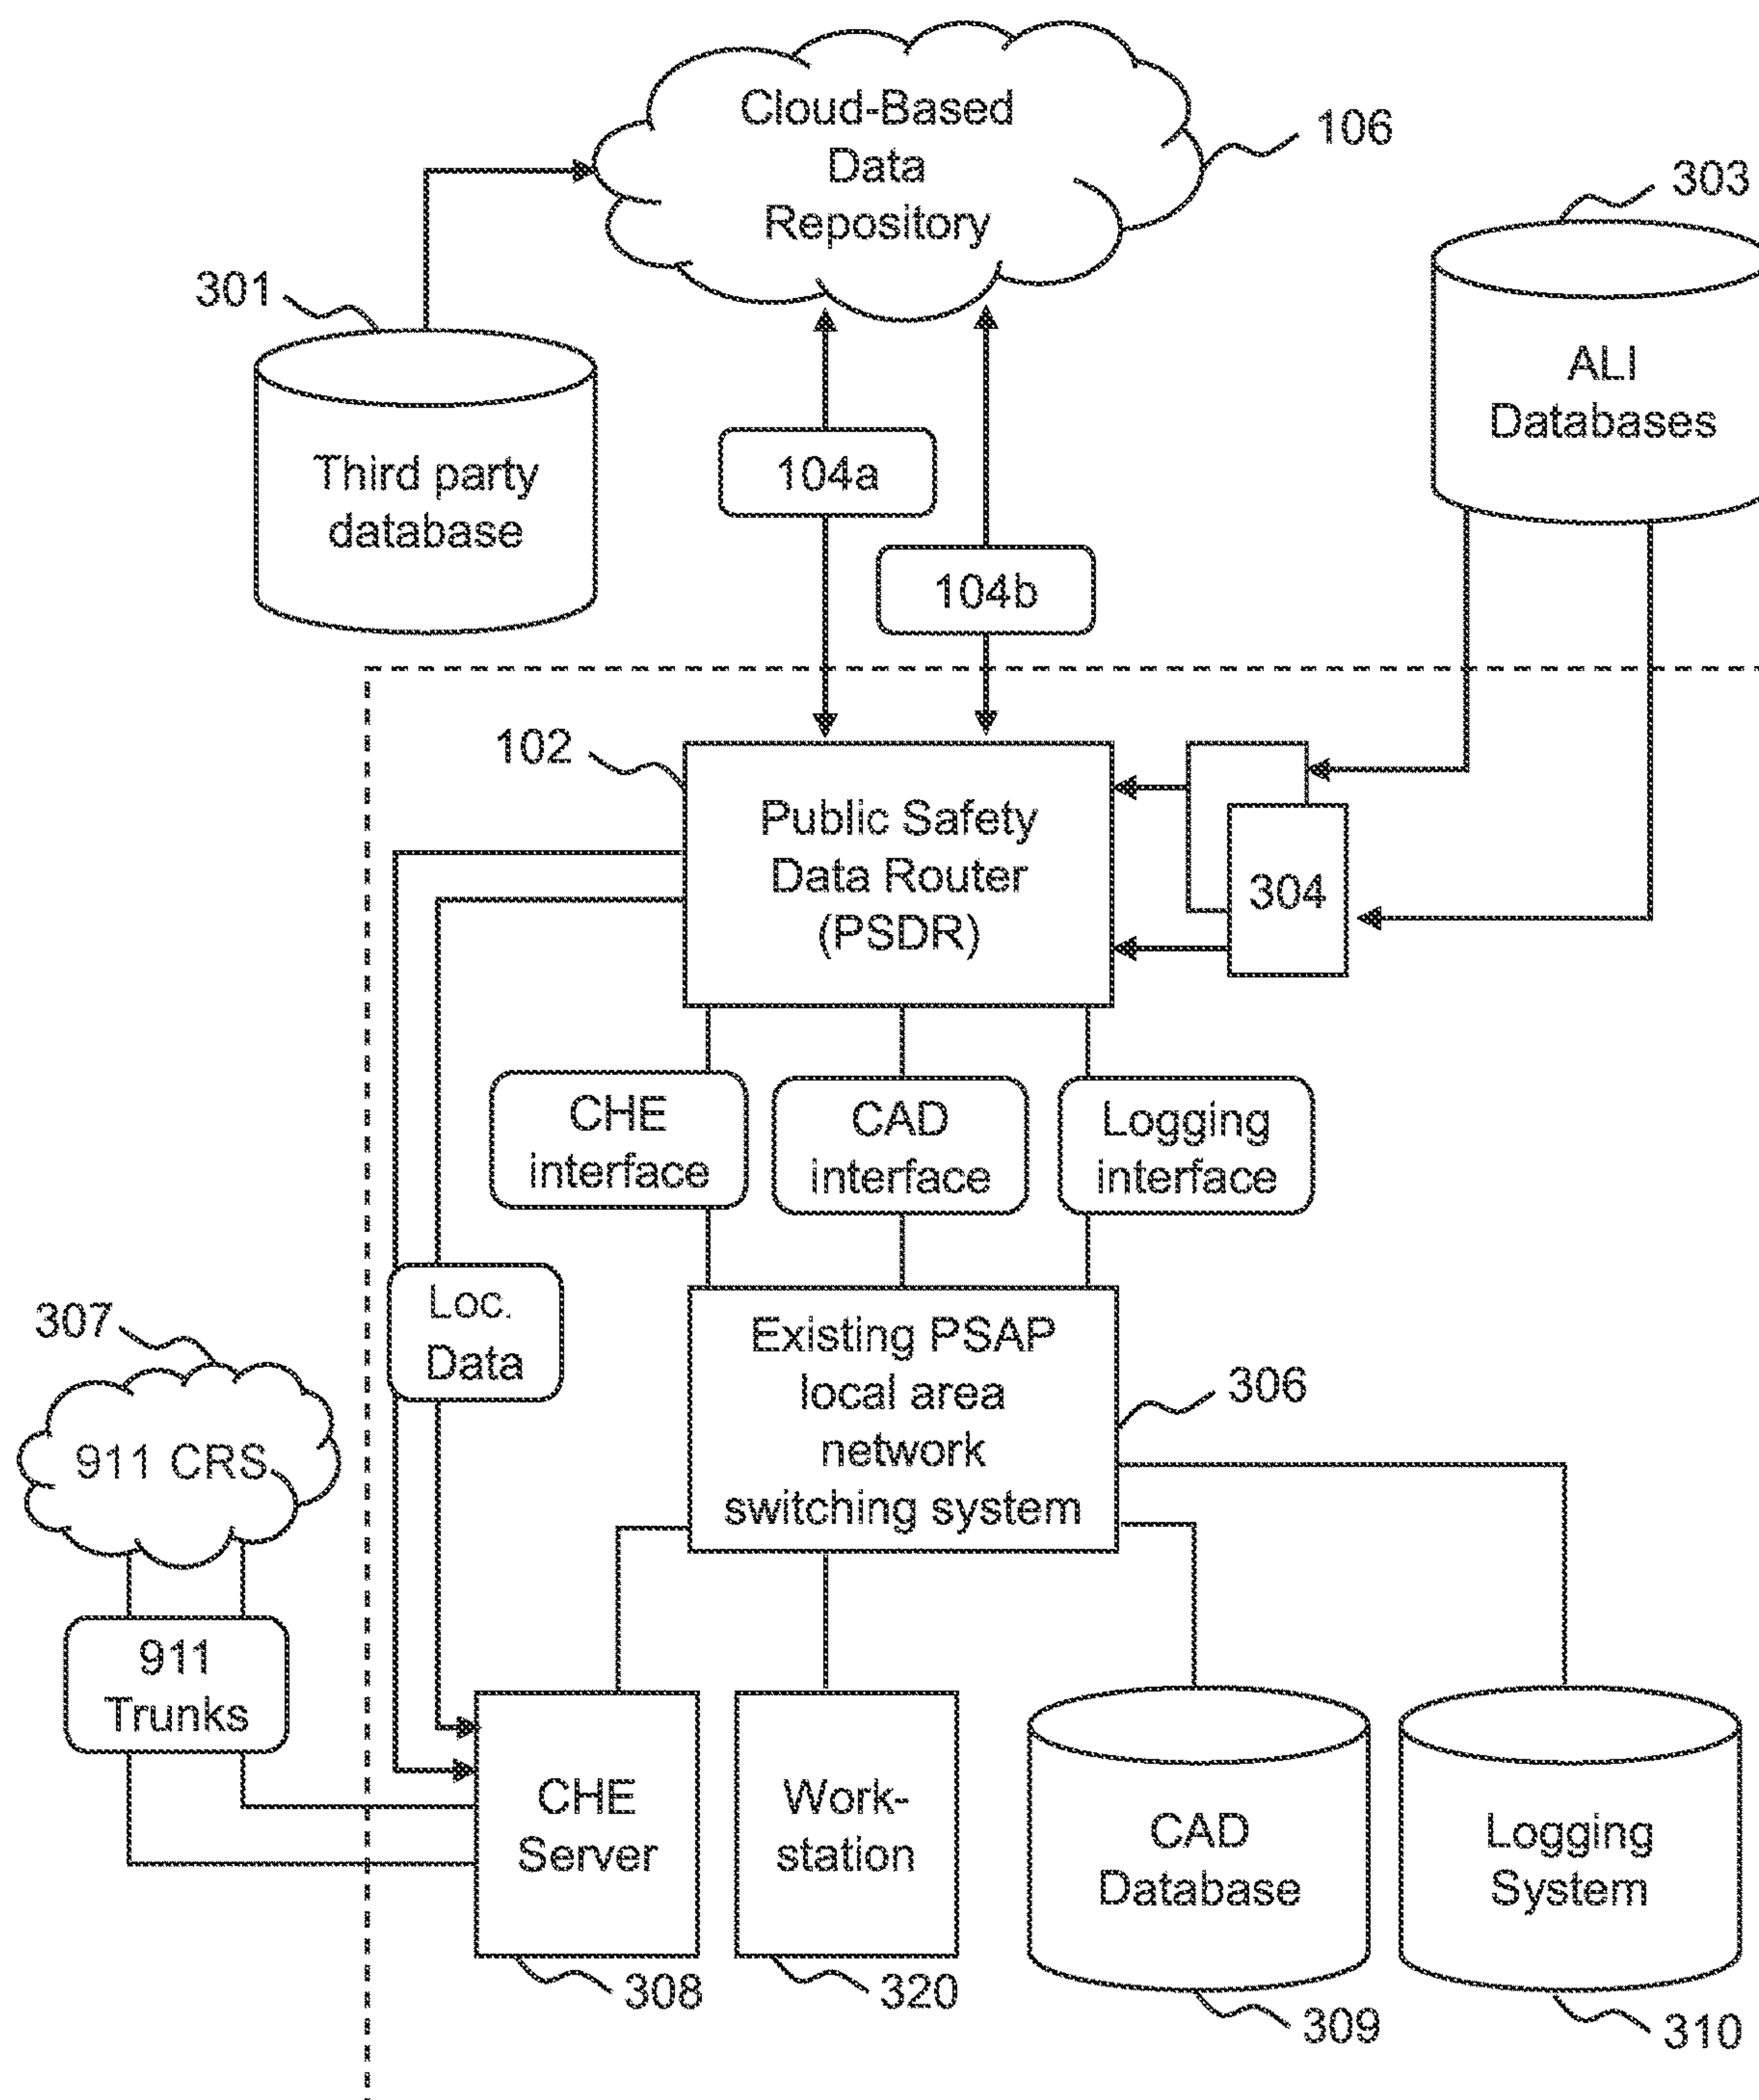 Cloud-Based
Data
Repository
106
303
301
ALI
Databases
Third party
database
104a
104b
102
Public Safety
Data Router
(PSDR)
304
CHE
interface
CAD
interface
Logging
interface
Loc.
Data
307
Existing PSAP
local area
network
switching system
306
911 CRS
911
Trunks
CHE
Server
Work-
station
CAD
Database
Logging
System
308
320
309
310